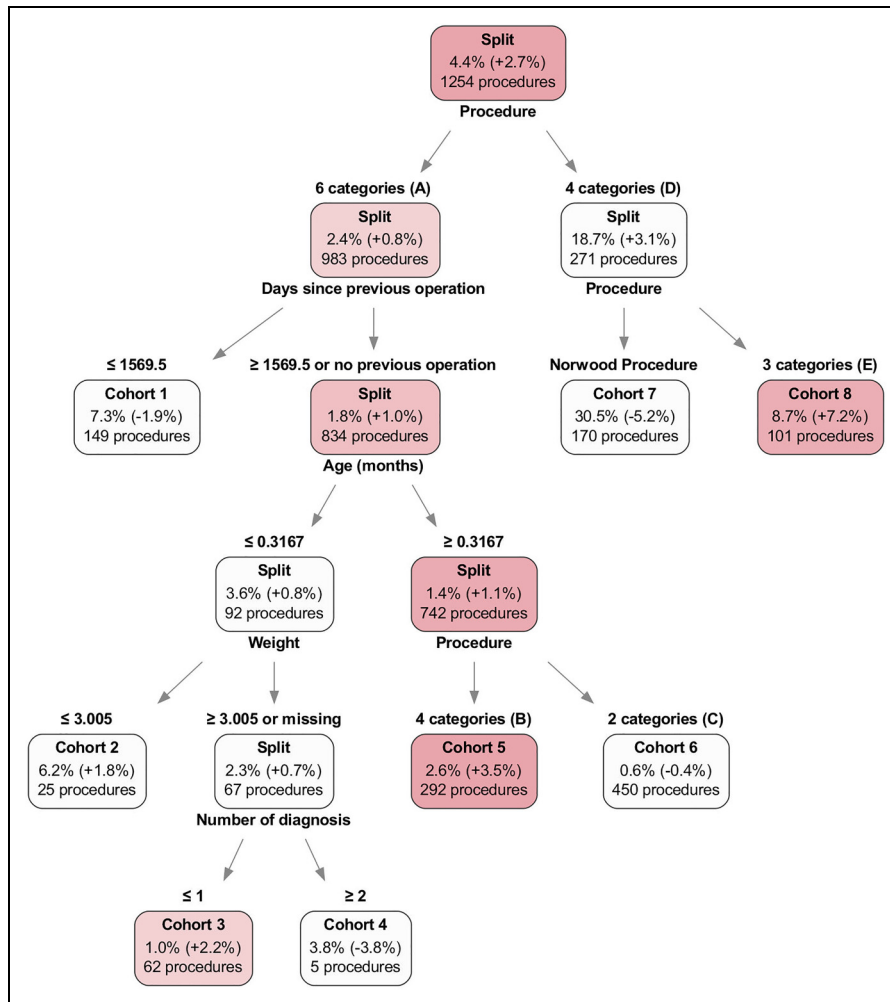 Split
4.4% (+2.7%)
1254 procedures
Procedure
6 categories (A)
Split
2.4% (+0.8%)
983 procedures
Days since previous operation
4 categories (D)
Split
18.7% (+3.1%)
271 procedures
Procedure
≤ 1569.5
Cohort 1
7.3% (-1.9%)
149 procedures
≥ 1569.5 or no previous operation
Split
1.8% (+1.0%)
834 procedures
Age (months)
Norwood Procedure
Cohort 7
30.5% (-5.2%)
170 procedures
3 categories (E)
Cohort 8
8.7% (+7.2%)
101 procedures
≤ 0.3167
Split
3.6% (+0.8%)
92 procedures
Weight
≥ 0.3167
Split
1.4% (+1.1%)
742 procedures
Procedure
≤ 3.005
Cohort 2
6.2% (+1.8%)
25 procedures
≥ 3.005 or missing
Split
2.3% (+0.7%)
67 procedures
Number of diagnosis
4 categories (B)
Cohort 5
2.6% (+3.5%)
292 procedures
2 categories (C)
Cohort 6
0.6% (-0.4%)
450 procedures
≤ 1
Cohort 3
1.0% (+2.2%)
62 procedures
≥ 2
Cohort 4
3.8% (-3.8%)
5 procedures